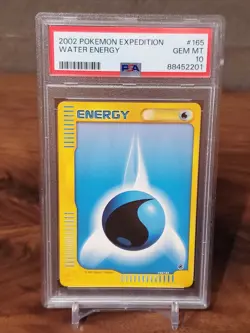 2002 POKEMON EXPEDITION #165
WATER ENERGY GEM MT
10
PSA 88452201
ENERGY